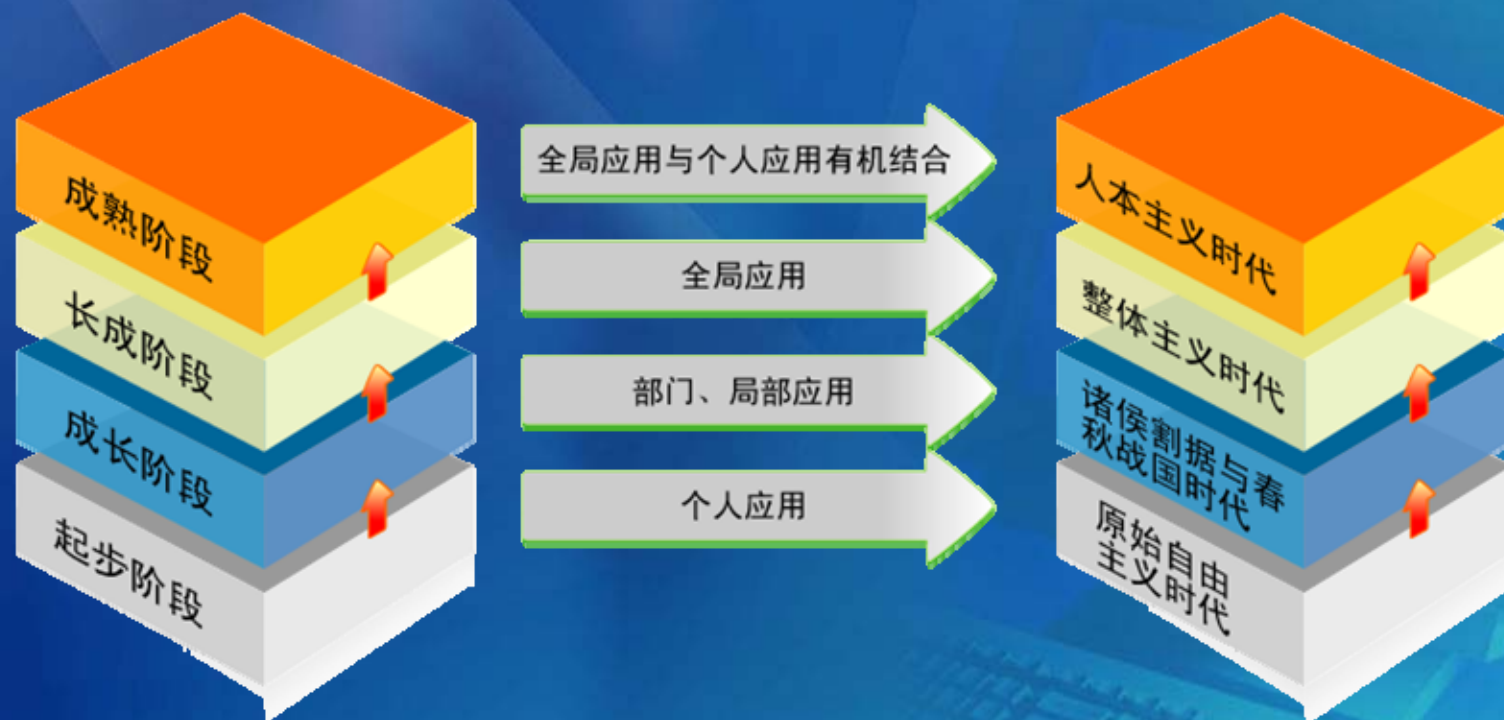 成熟阶段
长成阶段
成长阶段
起步阶段
全局应用与个人应用有机结合
全局应用
部门、局部应用
个人应用
人本主义时代
整体主义时代
诸侯割据与春
秋战国时代
原始自由
主义时代